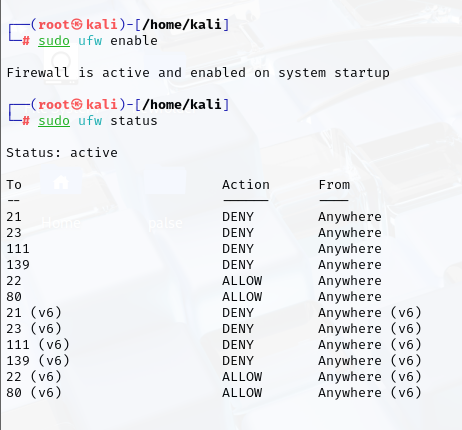 ┌──(root㉿kali)-[/home/kali]
└─# sudo ufw enable
Firewall is active and enabled on system startup
┌──(root㉿kali)-[/home/kali]
└─# sudo ufw status
Status: active
To                         Action      From
--                         ------      ----
21                         DENY        Anywhere
23                         DENY        Anywhere
111                        DENY        Anywhere
139                        DENY        Anywhere
22                         ALLOW       Anywhere
80                         ALLOW       Anywhere
21 (v6)                    DENY        Anywhere (v6)
23 (v6)                    DENY        Anywhere (v6)
111 (v6)                   DENY        Anywhere (v6)
139 (v6)                   DENY        Anywhere (v6)
22 (v6)                    ALLOW       Anywhere (v6)
80 (v6)                    ALLOW       Anywhere (v6)
Home